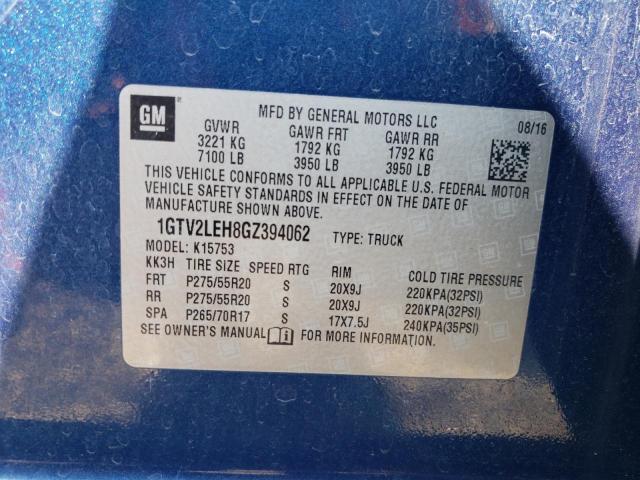 GM
MFD BY GENERAL MOTORS LLC
08/16
GVWR GAWR FRT GAWR RR
3221 KG 1792 KG 1792 KG
7100 LB 3950 LB 3950 LB
THIS VEHICLE CONFORMS TO ALL APPLICABLE U.S. FEDERAL MOTOR
VEHICLE SAFETY STANDARDS IN EFFECT ON THE DATE OF
MANUFACTURE SHOWN ABOVE.
1GTV2LEH8GZ394062 TYPE: TRUCK
MODEL: K15753
KK3H TIRE SIZE SPEED RTG RIM COLD TIRE PRESSURE
FRT P275/55R20 S 20X9J 220KPA(32PSI)
RR P275/55R20 S 20X9J 220KPA(32PSI)
SPA P265/70R17 S 17X7.5J 240KPA(35PSI)
SEE OWNER'S MANUAL FOR MORE INFORMATION.